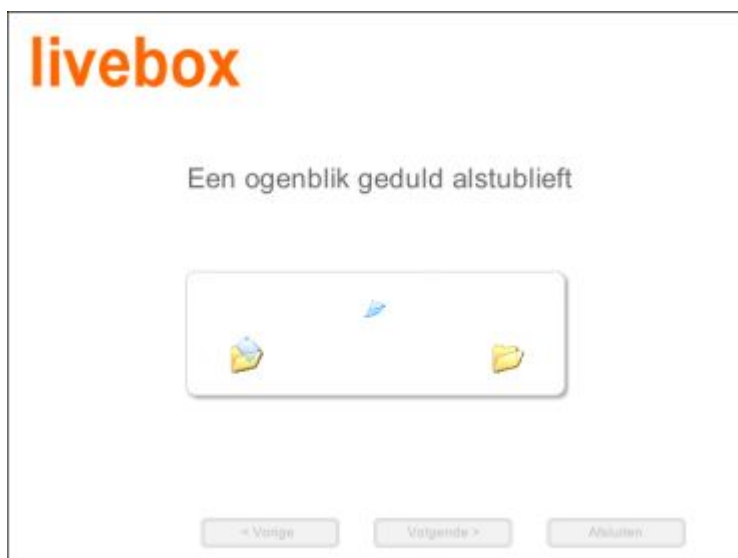 livebox
Een ogenblik geduld alstublieft
< Vorige
Volgende >
Afsluiten